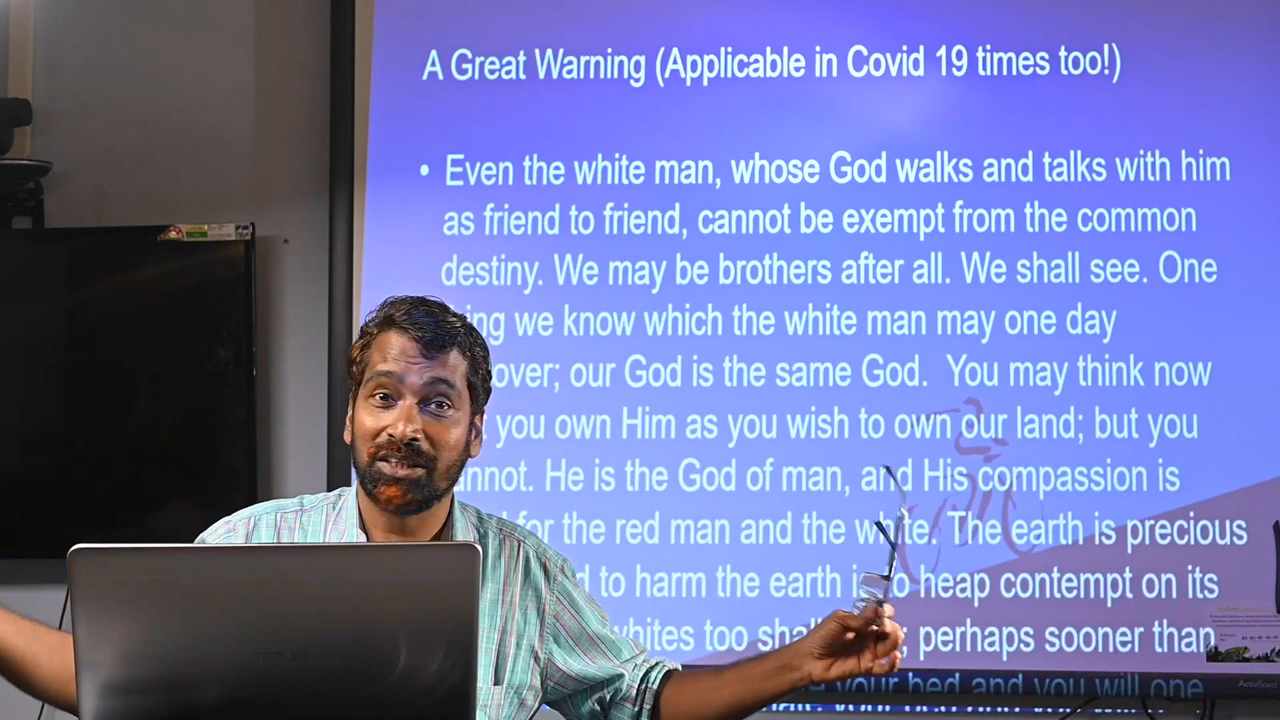 A Great Warning (Applicable in Covid 19 times too!)
• Even the white man, whose God walks and talks with him
as friend to friend, cannot be exempt from the common
destiny. We may be brothers after all. We shall see. One
we know which the white man may one day
our God is the same God. You may think now
you own Him as you wish to own our land; but you
He is the God of man, and His compassion is
for the red man and the white. The earth is precious
to harm the earth is to heap contempt on its
whites too perhaps sooner than
your bed and you will one